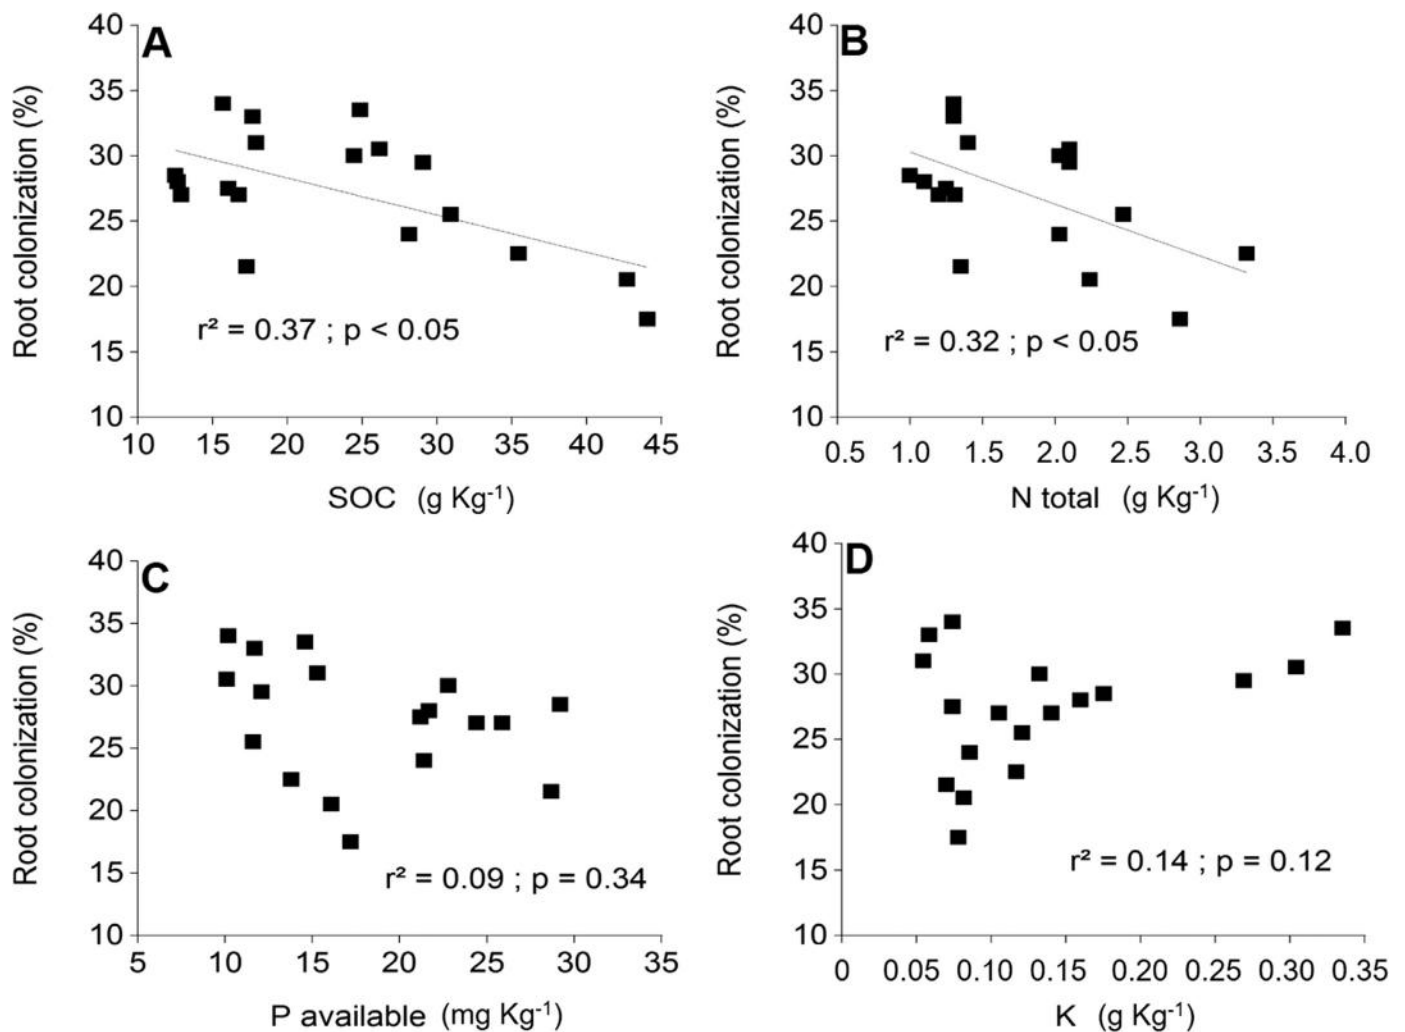 A
40
35
30
25
20
15
10
Root colonization (%)
r² = 0.37 ; p < 0.05
10 15 20 25 30 35 40 45
SOC (g Kg⁻¹)
B
40
35
30
25
20
15
10
Root colonization (%)
r² = 0.32 ; p < 0.05
0.5 1.0 1.5 2.0 2.5 3.0 3.5 4.0
N total (g Kg⁻¹)
C
40
35
30
25
20
15
10
Root colonization (%)
r² = 0.09 ; p = 0.34
5 10 15 20 25 30 35
P available (mg Kg⁻¹)
D
40
35
30
25
20
15
10
Root colonization (%)
r² = 0.14 ; p = 0.12
0 0.05 0.10 0.15 0.20 0.25 0.30 0.35
K (g Kg⁻¹)